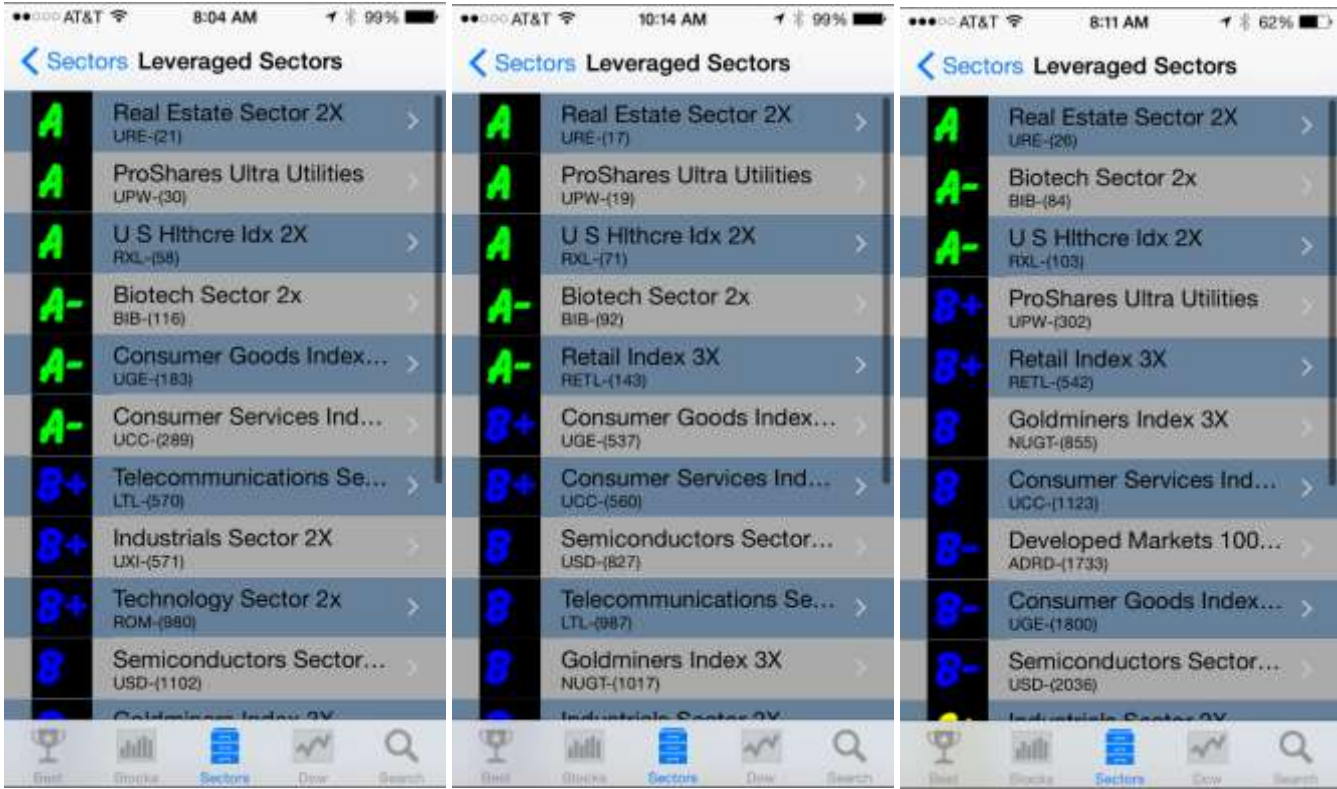 AT&T 8:04 AM 99%
Sectors Leveraged Sectors
A Real Estate Sector 2X
URE-(21)
A ProShares Ultra Utilities
UPW-(30)
A U S Hlthcre Idx 2X
RXL-(58)
A- Biotech Sector 2x
BIB-(116)
A- Consumer Goods Index...
UGE-(183)
A- Consumer Services Ind...
UCC-(289)
B+ Telecommunications Se...
LTL-(570)
B+ Industrials Sector 2X
UXI-(571)
B+ Technology Sector 2x
ROM-(980)
B Semiconductors Sector...
USD-(1102)
Goldminers Index 3X
Best Stocks Sectors Dow Search
AT&T 10:14 AM 99%
Sectors Leveraged Sectors
A Real Estate Sector 2X
URE-(17)
A ProShares Ultra Utilities
UPW-(19)
A U S Hlthcre Idx 2X
RXL-(71)
A- Biotech Sector 2x
BIB-(92)
A- Retail Index 3X
RETL-(143)
B+ Consumer Goods Index...
UGE-(537)
B+ Consumer Services Ind...
UCC-(560)
B Semiconductors Sector...
USD-(827)
B Telecommunications Se...
LTL-(987)
B Goldminers Index 3X
NUGT-(1017)
Industrials Sector 2X
Best Stocks Sectors Dow Search
AT&T 8:11 AM 62%
Sectors Leveraged Sectors
A Real Estate Sector 2X
URE-(26)
A- Biotech Sector 2x
BIB-(84)
A- U S Hlthcre Idx 2X
RXL-(103)
B+ ProShares Ultra Utilities
UPW-(302)
B+ Retail Index 3X
RETL-(542)
B Goldminers Index 3X
NUGT-(855)
B Consumer Services Ind...
UCC-(1123)
B- Developed Markets 100...
ADRD-(1733)
B- Consumer Goods Index...
UGE-(1800)
B- Semiconductors Sector...
USD-(2036)
Industrials Sector 2X
Best Stocks Sectors Dow Search